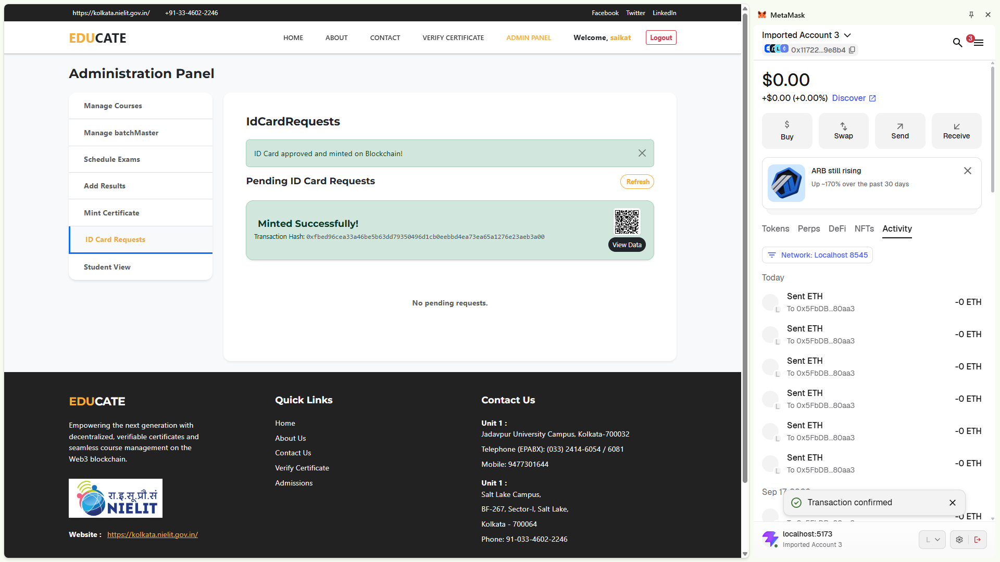 https://kolkata.nielit.gov.in/ +91-33-4602-2246 Facebook Twitter LinkedIn
EDUCATE HOME ABOUT CONTACT VERIFY CERTIFICATE ADMIN PANEL Welcome, saikat Logout
Administration Panel
Manage Courses
Manage batchMaster
Schedule Exams
Add Results
Mint Certificate
ID Card Requests
Student View
IdCardRequests
ID Card approved and minted on Blockchain!
Pending ID Card Requests Refresh
Minted Successfully!
Transaction Hash: 0xfbed96cea33a46be5b63dd79350496d1cb0eebbd4ea73ea65a1276e23aeb3a00
View Data
No pending requests.
EDUCATE
Empowering the next generation with
decentralized, verifiable certificates and
seamless course management on the
Web3 blockchain.
रा.इ.सू.प्रौ.सं
NIELIT
Website : https://kolkata.nielit.gov.in/
Quick Links
Home
About Us
Contact Us
Verify Certificate
Admissions
Contact Us
Unit 1 :
Jadavpur University Campus, Kolkata-700032
Telephone (EPABX): (033) 2414-6054 / 6081
Mobile: 9477301644
Unit 1 :
Salt Lake Campus,
BF-267, Sector-I, Salt Lake,
Kolkata - 700064
Phone: 91-033-4602-2246
MetaMask
Imported Account 3
0x11722...9e8b4
3
$0.00
+$0.00 (+0.00%) Discover
Buy
Swap
Send
Receive
ARB still rising
Up ~170% over the past 30 days
Tokens Perps DeFi NFTs Activity
Network: Localhost 8545
Today
Sent ETH -0 ETH
L To 0x5FbDB...80aa3
Sent ETH -0 ETH
L To 0x5FbDB...80aa3
Sent ETH -0 ETH
L To 0x5FbDB...80aa3
Sent ETH -0 ETH
L To 0x5FbDB...80aa3
Sent ETH -0 ETH
L To 0x5FbDB...80aa3
Sent ETH -0 ETH
L To 0x5FbDB...80aa3
Sep 17
Transaction confirmed
-0 ETH
localhost:5173
Imported Account 3
L